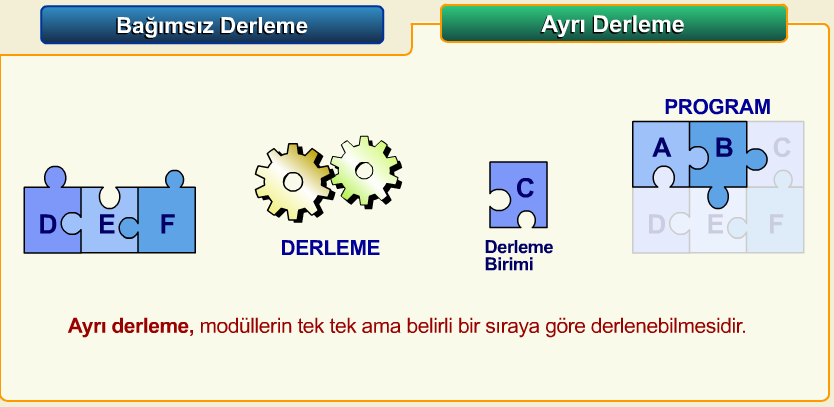 Bağımsız Derleme
Ayrı Derleme
PROGRAM
A B C
D E F
D E F
DERLEME
C
Derleme
Birimi
Ayrı derleme, modüllerin tek tek ama belirli bir sıraya göre derlenebilmesidir.